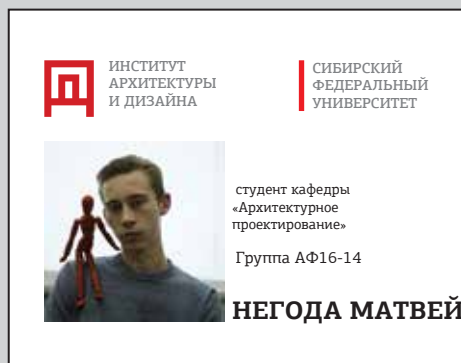 ИНСТИТУТ
АРХИТЕКТУРЫ
И ДИЗАЙНА
СИБИРСКИЙ
ФЕДЕРАЛЬНЫЙ
УНИВЕРСИТЕТ
студент кафедры
«Архитектурное
проектирование»
Группа АФ16-14
НЕГОДА МАТВЕЙ